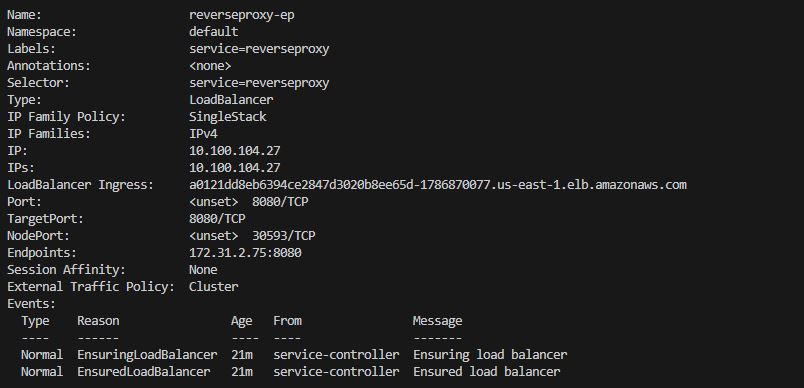 Name:                     reverseproxy-ep
Namespace:                default
Labels:                   service=reverseproxy
Annotations:              <none>
Selector:                 service=reverseproxy
Type:                     LoadBalancer
IP Family Policy:         SingleStack
IP Families:              IPv4
IP:                       10.100.104.27
IPs:                      10.100.104.27
LoadBalancer Ingress:     a0121dd8eb6394ce2847d3020b8ee65d-1786870077.us-east-1.elb.amazonaws.com
Port:                     <unset>  8080/TCP
TargetPort:               8080/TCP
NodePort:                 <unset>  30593/TCP
Endpoints:                172.31.2.75:8080
Session Affinity:         None
External Traffic Policy:  Cluster
Events:
  Type    Reason                Age   From                Message
  ----    ------                ----  ----                -------
  Normal  EnsuringLoadBalancer  21m   service-controller  Ensuring load balancer
  Normal  EnsuredLoadBalancer   21m   service-controller  Ensured load balancer